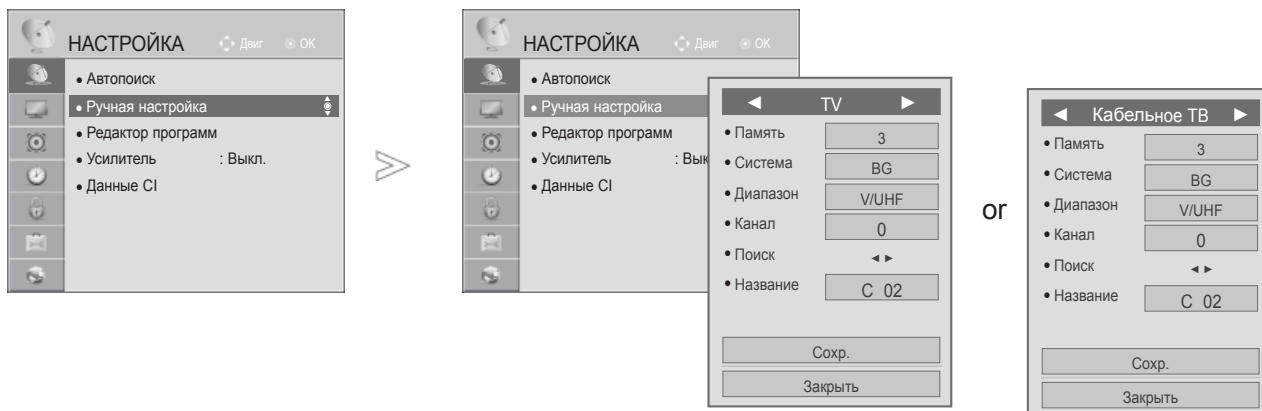 НАСТРОЙКА Двиг OK
• Автопоиск
• Ручная настройка
• Редактор программ
• Усилитель : Выкл.
• Данные CI
НАСТРОЙКА Двиг OK
• Автопоиск
• Ручная настройка
• Редактор программ
• Усилитель : Вык
• Данные CI
◄ TV ►
• Память 3
• Система BG
• Диапазон V/UHF
• Канал 0
• Поиск ◄ ►
• Название C 02
Сохр.
Закрыть
or
◄ Кабельное ТВ ►
• Память 3
• Система BG
• Диапазон V/UHF
• Канал 0
• Поиск ◄ ►
• Название C 02
Сохр.
Закрыть